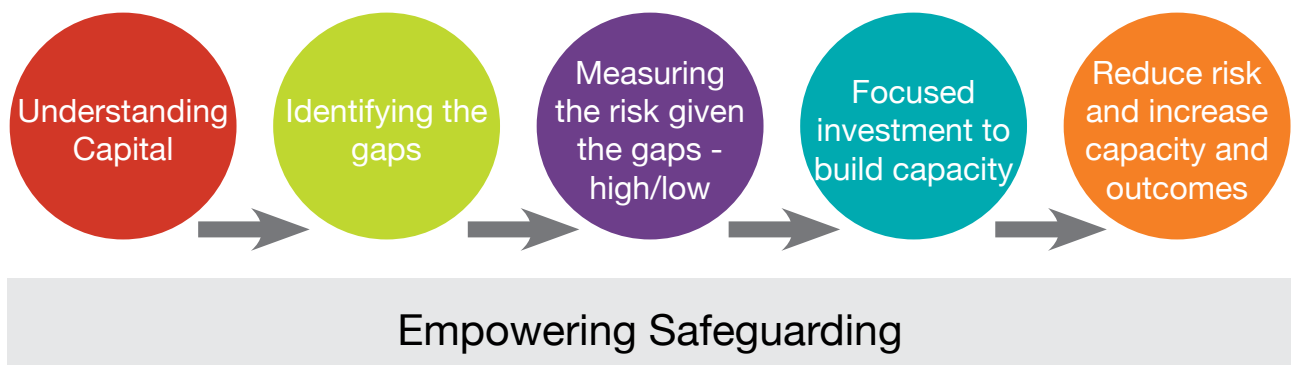 Understanding
Capital
Identifying the
gaps
Measuring
the risk given
the gaps -
high/low
Focused
investment to
build capacity
Reduce risk
and increase
capacity and
outcomes
Empowering Safeguarding